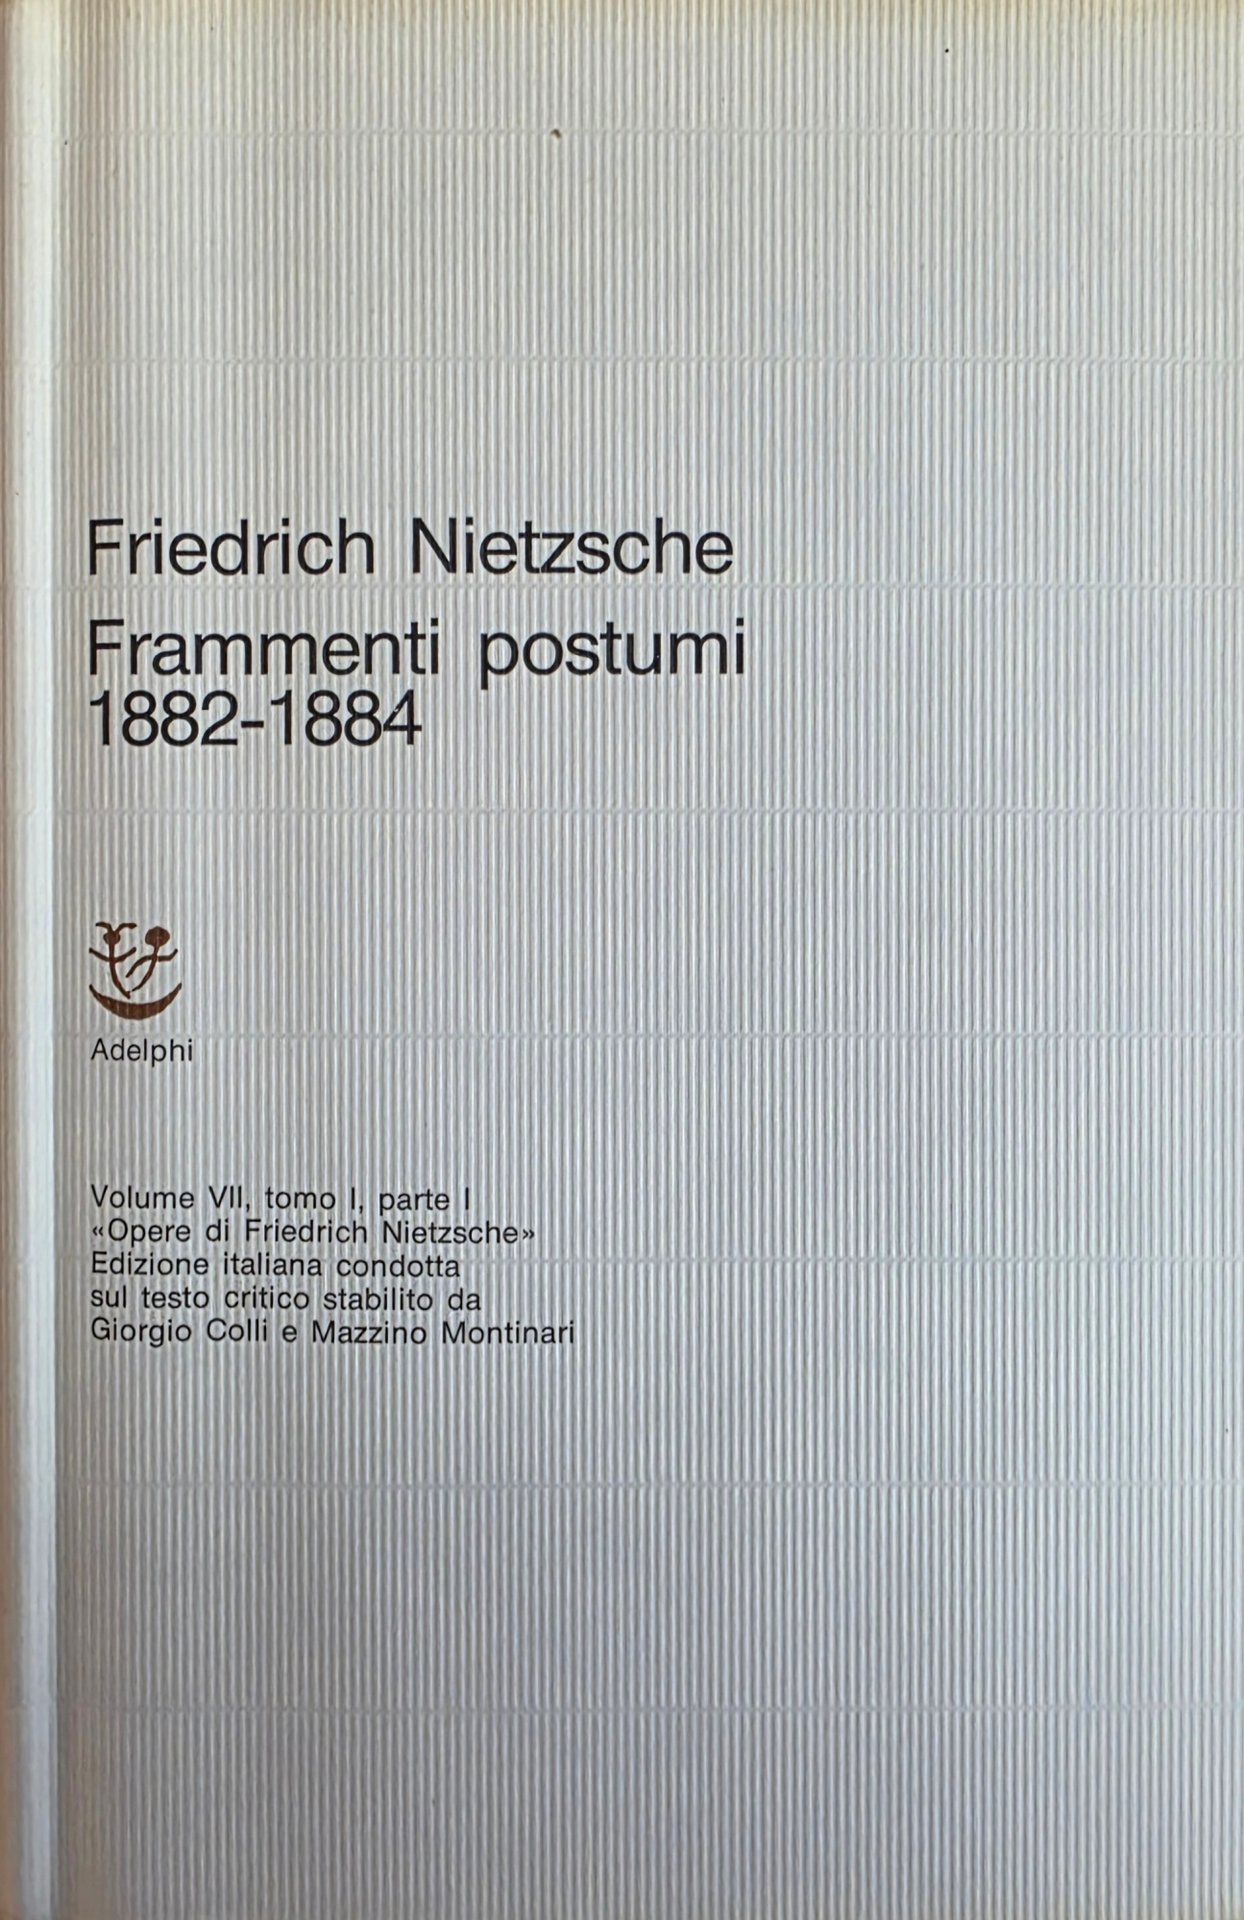 Friedrich Nietzsche
Frammenti postumi
1882-1884
Adelphi
Volume VII, tomo I, parte I
«Opere di Friedrich Nietzsche»
Edizione italiana condotta
sul testo critico stabilito da
Giorgio Colli e Mazzino Montinari